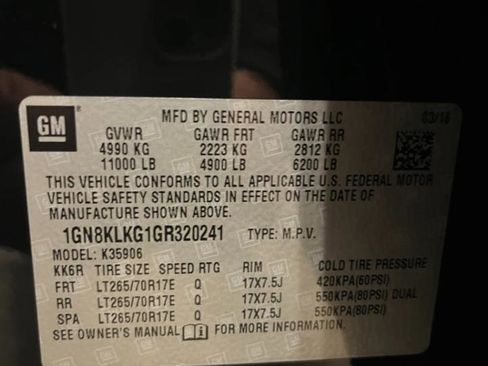 GM
MFD BY GENERAL MOTORS LLC 03/16
GVWR GAWR FRT GAWR RR
4990 KG 2223 KG 2812 KG
11000 LB 4900 LB 6200 LB
THIS VEHICLE CONFORMS TO ALL APPLICABLE U.S. FEDERAL MOTOR
VEHICLE SAFETY STANDARDS IN EFFECT ON THE DATE OF
MANUFACTURE SHOWN ABOVE.
1GN8KLKG1GR320241 TYPE: M.P.V.
MODEL: K35906
KK6R TIRE SIZE SPEED RTG RIM COLD TIRE PRESSURE
FRT LT265/70R17E Q 17X7.5J 420KPA(60PSI)
RR LT265/70R17E Q 17X7.5J 550KPA(80PSI) DUAL
SPA LT265/70R17E Q 17X7.5J 550KPA(80PSI)
SEE OWNER'S MANUAL FOR MORE INFORMATION.